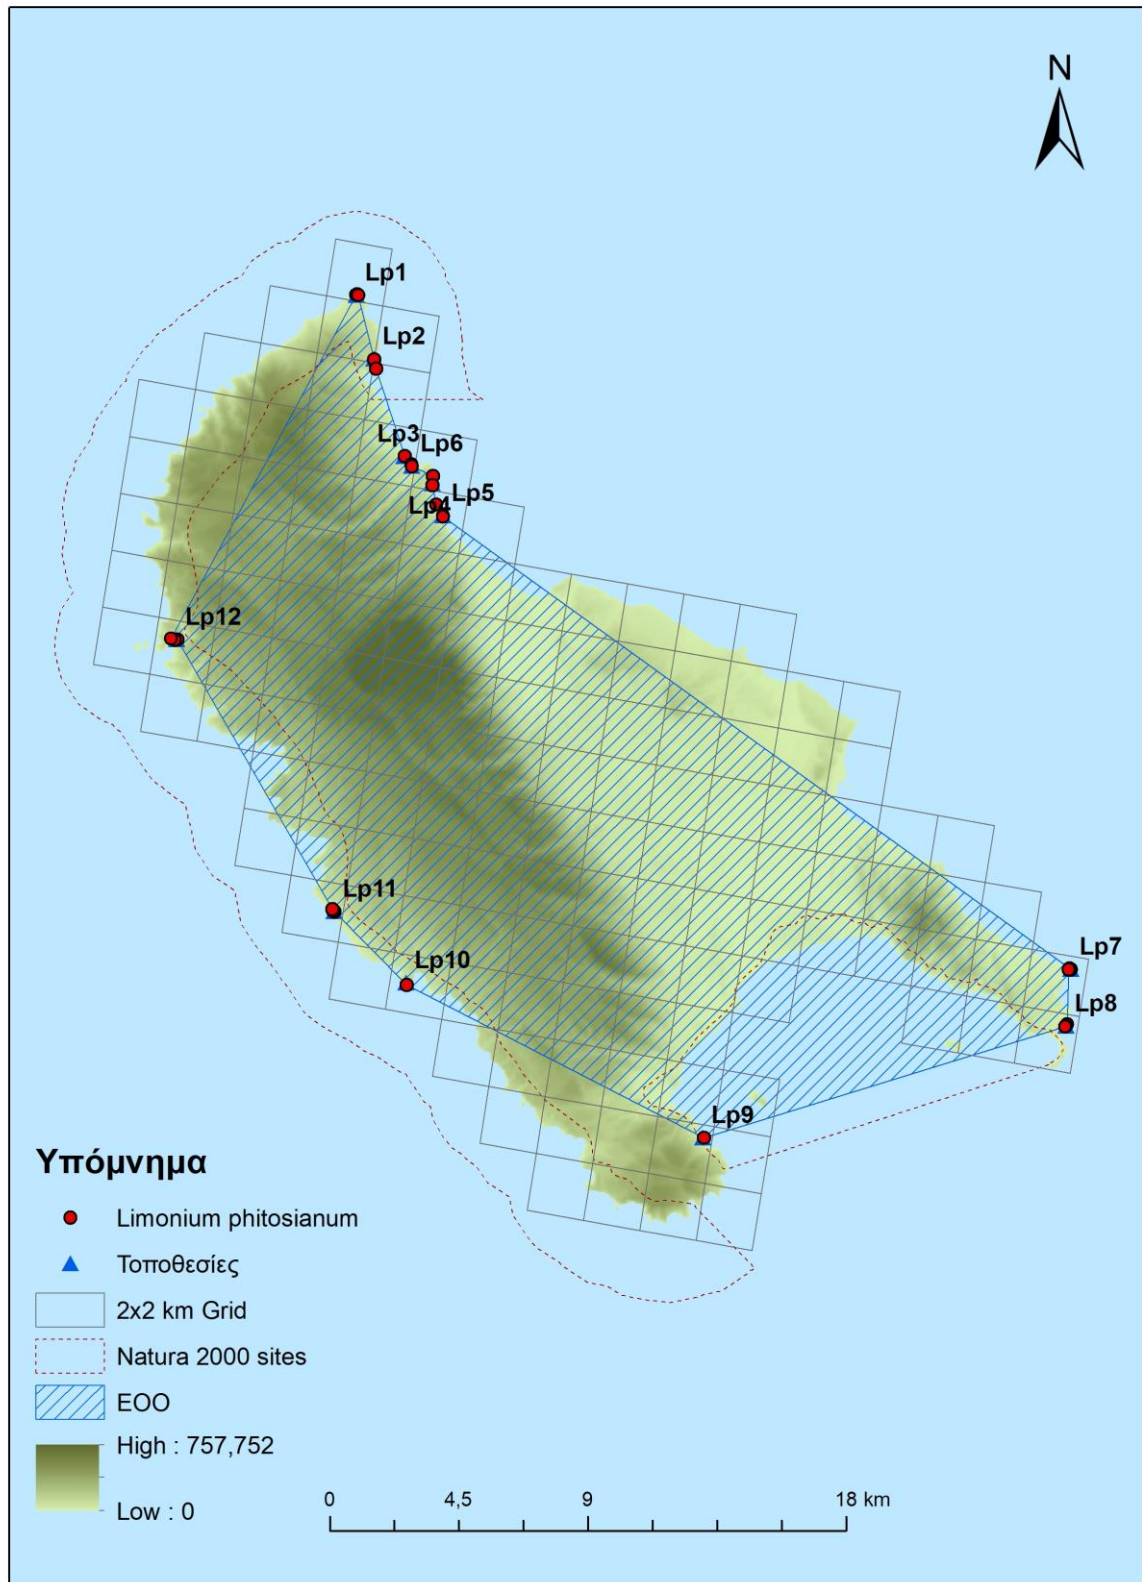 N
Lp1
Lp2
Lp3
Lp6
Lp5
Lp4
Lp12
Lp11
Lp10
Lp7
Lp8
Lp9
Υπόμνημα
Limonium phitosianum
Τοποθεσίες
2x2 km Grid
Natura 2000 sites
EOO
High : 757,752
Low : 0
0 4,5 9 18 km